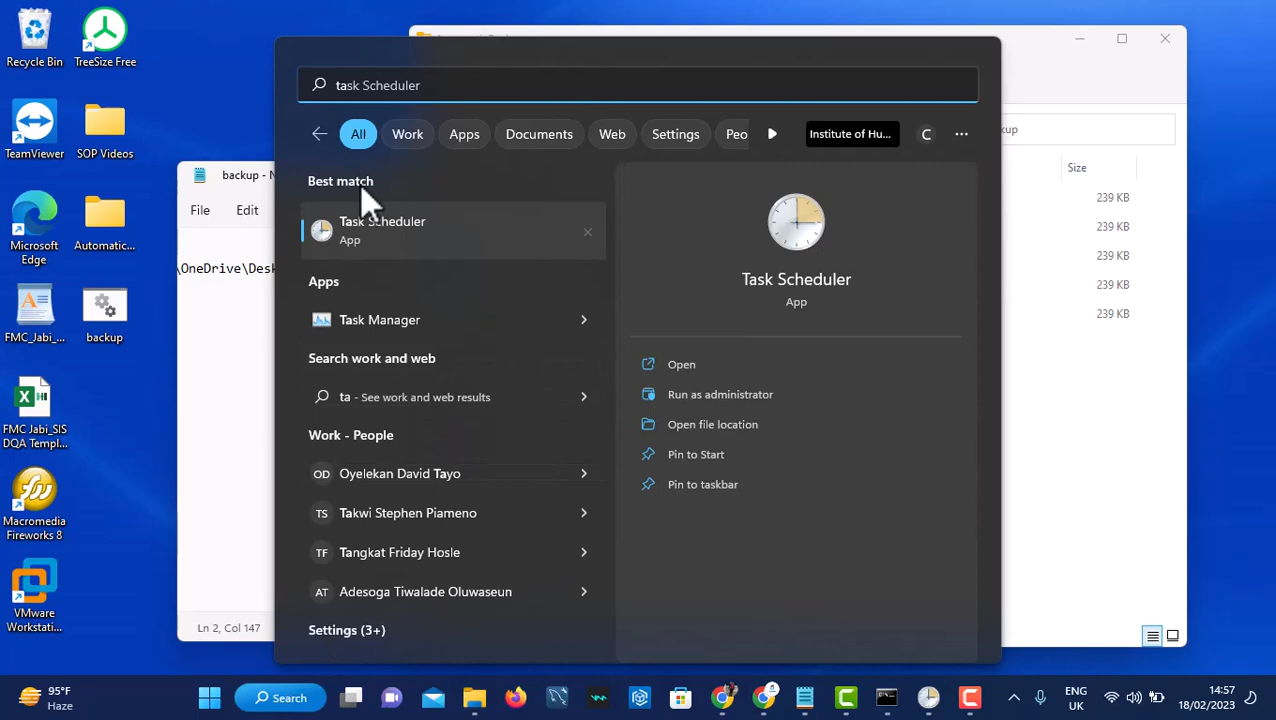 Recycle Bin
TreeSize Free
TeamViewer
SOP Videos
Microsoft
Edge
Automatic...
FMC_Jabi_...
backup
FMC Jabi_SIS
DQA Templ...
Macromedia
Fireworks 8
VMware
Workstati...
backup - N
File
Edit
\OneDrive\Desk
Ln 2, Col 147
task Scheduler
All
Work
Apps
Documents
Web
Settings
Peo
Institute of Hu...
C
Best match
Task Scheduler
App
Apps
Task Manager
Search work and web
ta - See work and web results
Work - People
OD Oyelekan David Tayo
TS Takwi Stephen Piameno
TF Tangkat Friday Hosle
AT Adesoga Tiwalade Oluwaseun
Settings (3+)
Task Scheduler
App
Open
Run as administrator
Open file location
Pin to Start
Pin to taskbar
Size
239 KB
239 KB
239 KB
239 KB
239 KB
95°F
Haze
Search
ENG
UK
14:57
18/02/2023